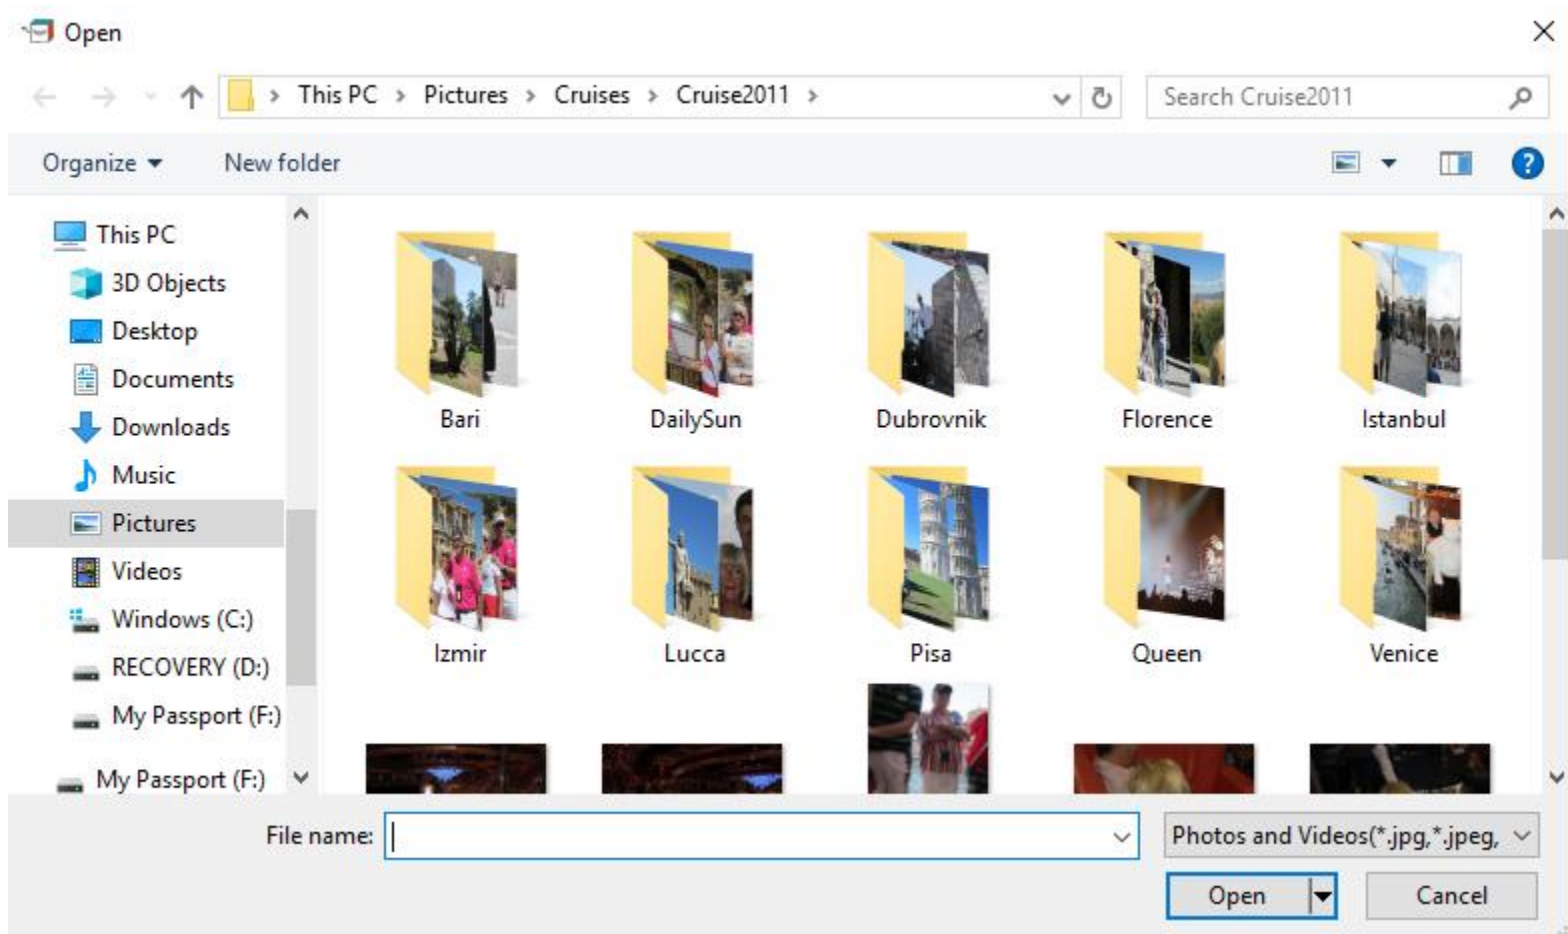 Open
This PC > Pictures > Cruises > Cruise2011 >
Search Cruise2011
Organize
New folder
?
This PC
3D Objects
Desktop
Documents
Downloads
Music
Pictures
Videos
Windows (C:)
RECOVERY (D:)
My Passport (F:)
My Passport (F:)
Bari
DailySun
Dubrovnik
Florence
Istanbul
Izmir
Lucca
Pisa
Queen
Venice
File name:
Photos and Videos(*.jpg,*.jpeg,
Open
Cancel